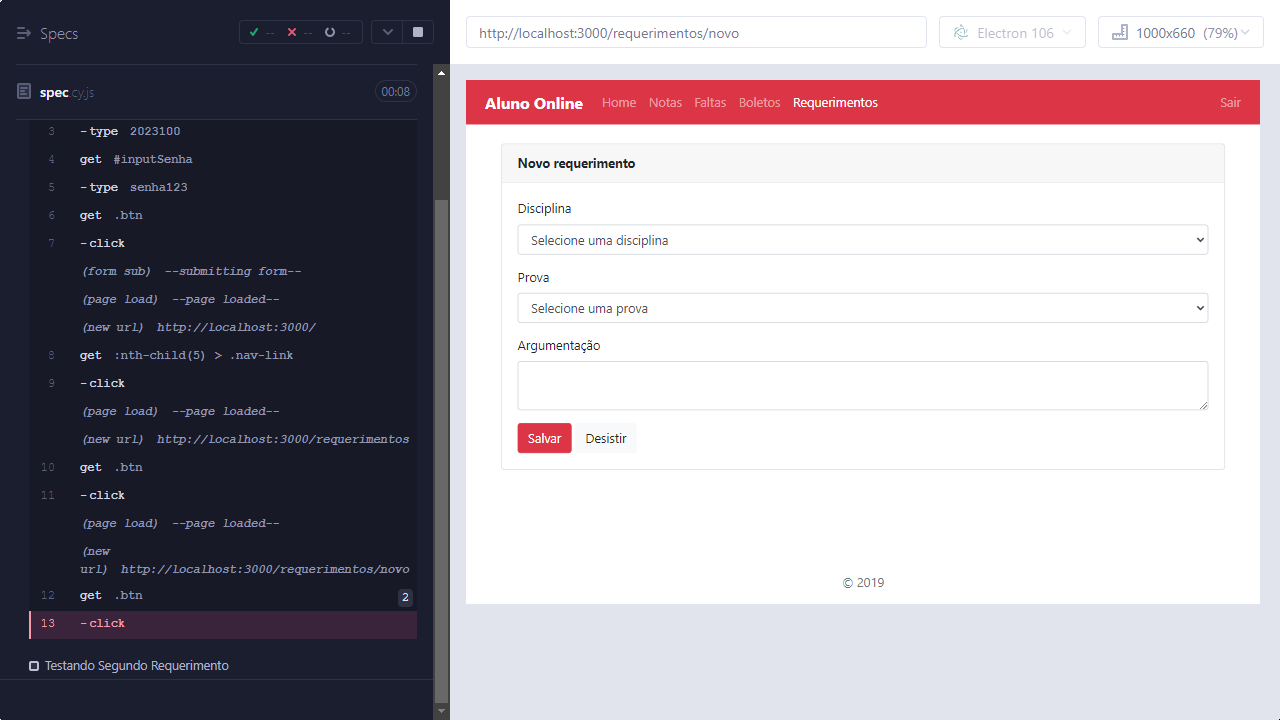 Specs
-- -- --
spec.cy.js 00:08
3 -type 2023100
4 get #inputSenha
5 -type senha123
6 get .btn
7 -click
(form sub) --submitting form--
(page load) --page loaded--
(new url) http://localhost:3000/
8 get :nth-child(5) > .nav-link
9 -click
(page load) --page loaded--
(new url) http://localhost:3000/requerimentos
10 get .btn
11 -click
(page load) --page loaded--
(new
url) http://localhost:3000/requerimentos/novo
12 get .btn 2
13 -click
Testando Segundo Requerimento
http://localhost:3000/requerimentos/novo
Electron 106
1000x660 (79%)
Aluno Online Home Notas Faltas Boletos Requerimentos Sair
Novo requerimento
Disciplina
Selecione uma disciplina
Prova
Selecione uma prova
Argumentação
Salvar Desistir
© 2019